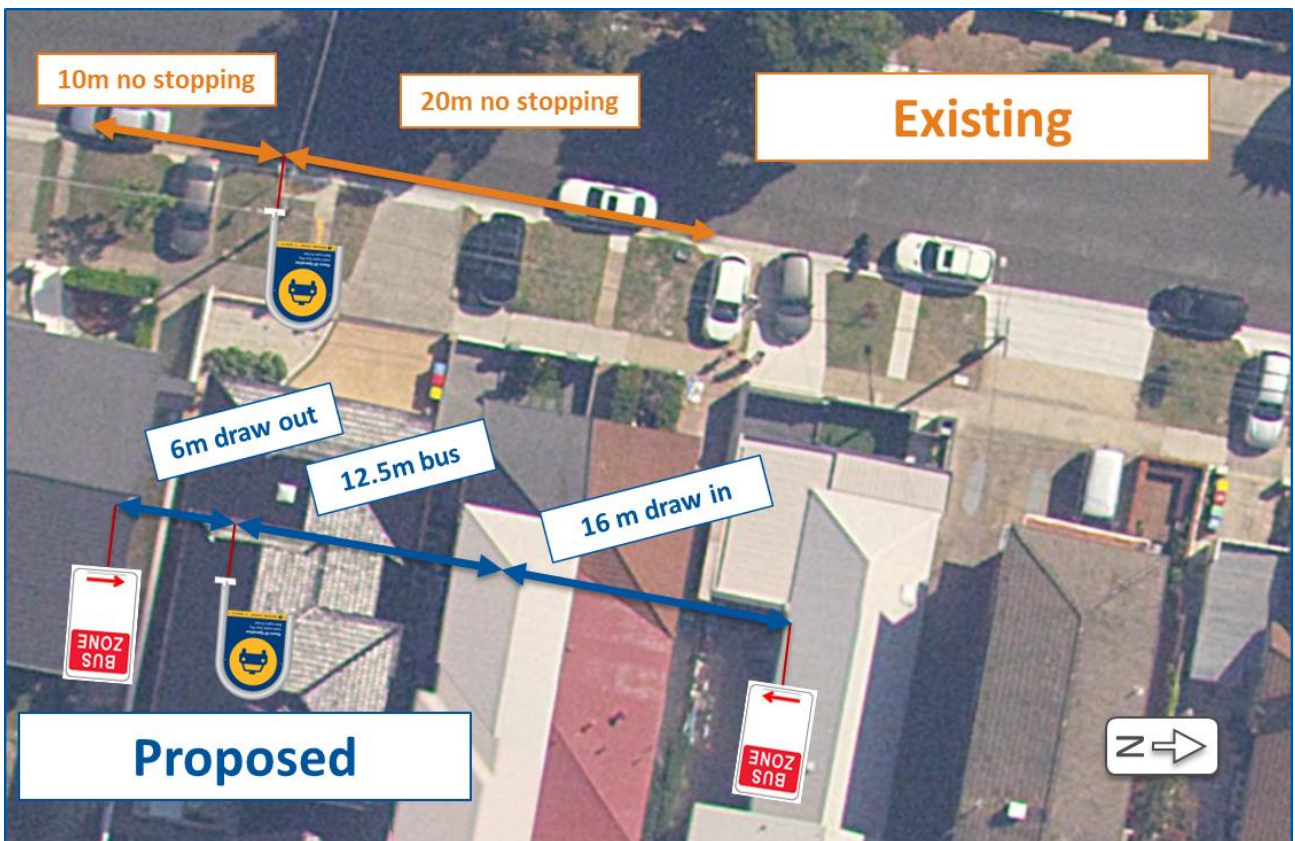 10m no stopping
20m no stopping
Existing
6m draw out
12.5m bus
16 m draw in
BUS
ZONE
BUS
ZONE
Proposed
N